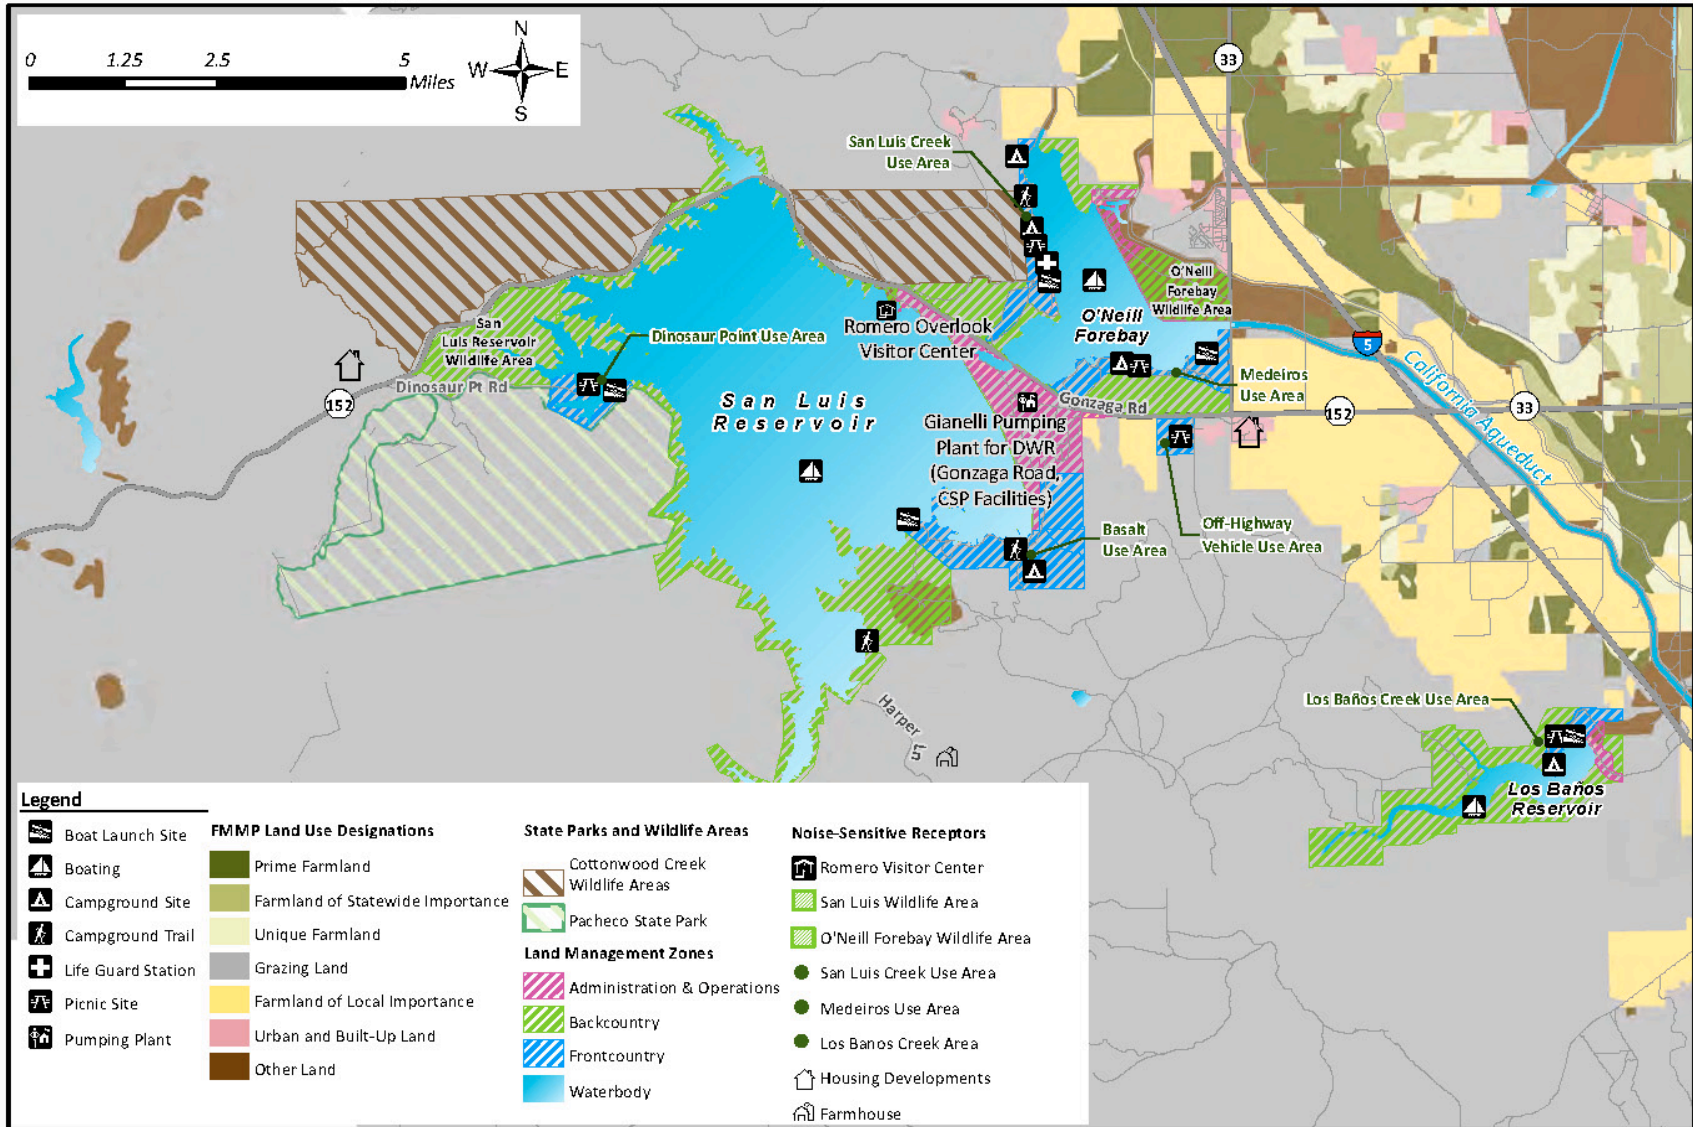 0 1.25 2.5 5
Miles
N
W E
S
33
San Luis Creek
Use Area
O'Neill
Forebay
Wildlife Area
O'Neill
Forebay
Romero Overlook
Visitor Center
San
Luis Reservoir
Wildlife Area
Dinosaur Point Use Area
5
California Aqueduct
Dinosaur Pt Rd
152
San Luis
Reservoir
Medeiros
Use Area
Gonzaga Rd
152
33
Gianelli Pumping
Plant for DWR
(Gonzaga Road,
CSP Facilities)
Basalt
Use Area
Off-Highway
Vehicle Use Area
Harper
Los Baños Creek Use Area
Los Baños
Reservoir
Legend
Boat Launch Site
Boating
Campground Site
Campground Trail
Life Guard Station
Picnic Site
Pumping Plant
FMMP Land Use Designations
Prime Farmland
Farmland of Statewide Importance
Unique Farmland
Grazing Land
Farmland of Local Importance
Urban and Built-Up Land
Other Land
State Parks and Wildlife Areas
Cottonwood Creek
Wildlife Areas
Pacheco State Park
Land Management Zones
Administration & Operations
Backcountry
Frontcountry
Waterbody
Noise-Sensitive Receptors
Romero Visitor Center
San Luis Wildlife Area
O'Neill Forebay Wildlife Area
San Luis Creek Use Area
Medeiros Use Area
Los Banos Creek Area
Housing Developments
Farmhouse